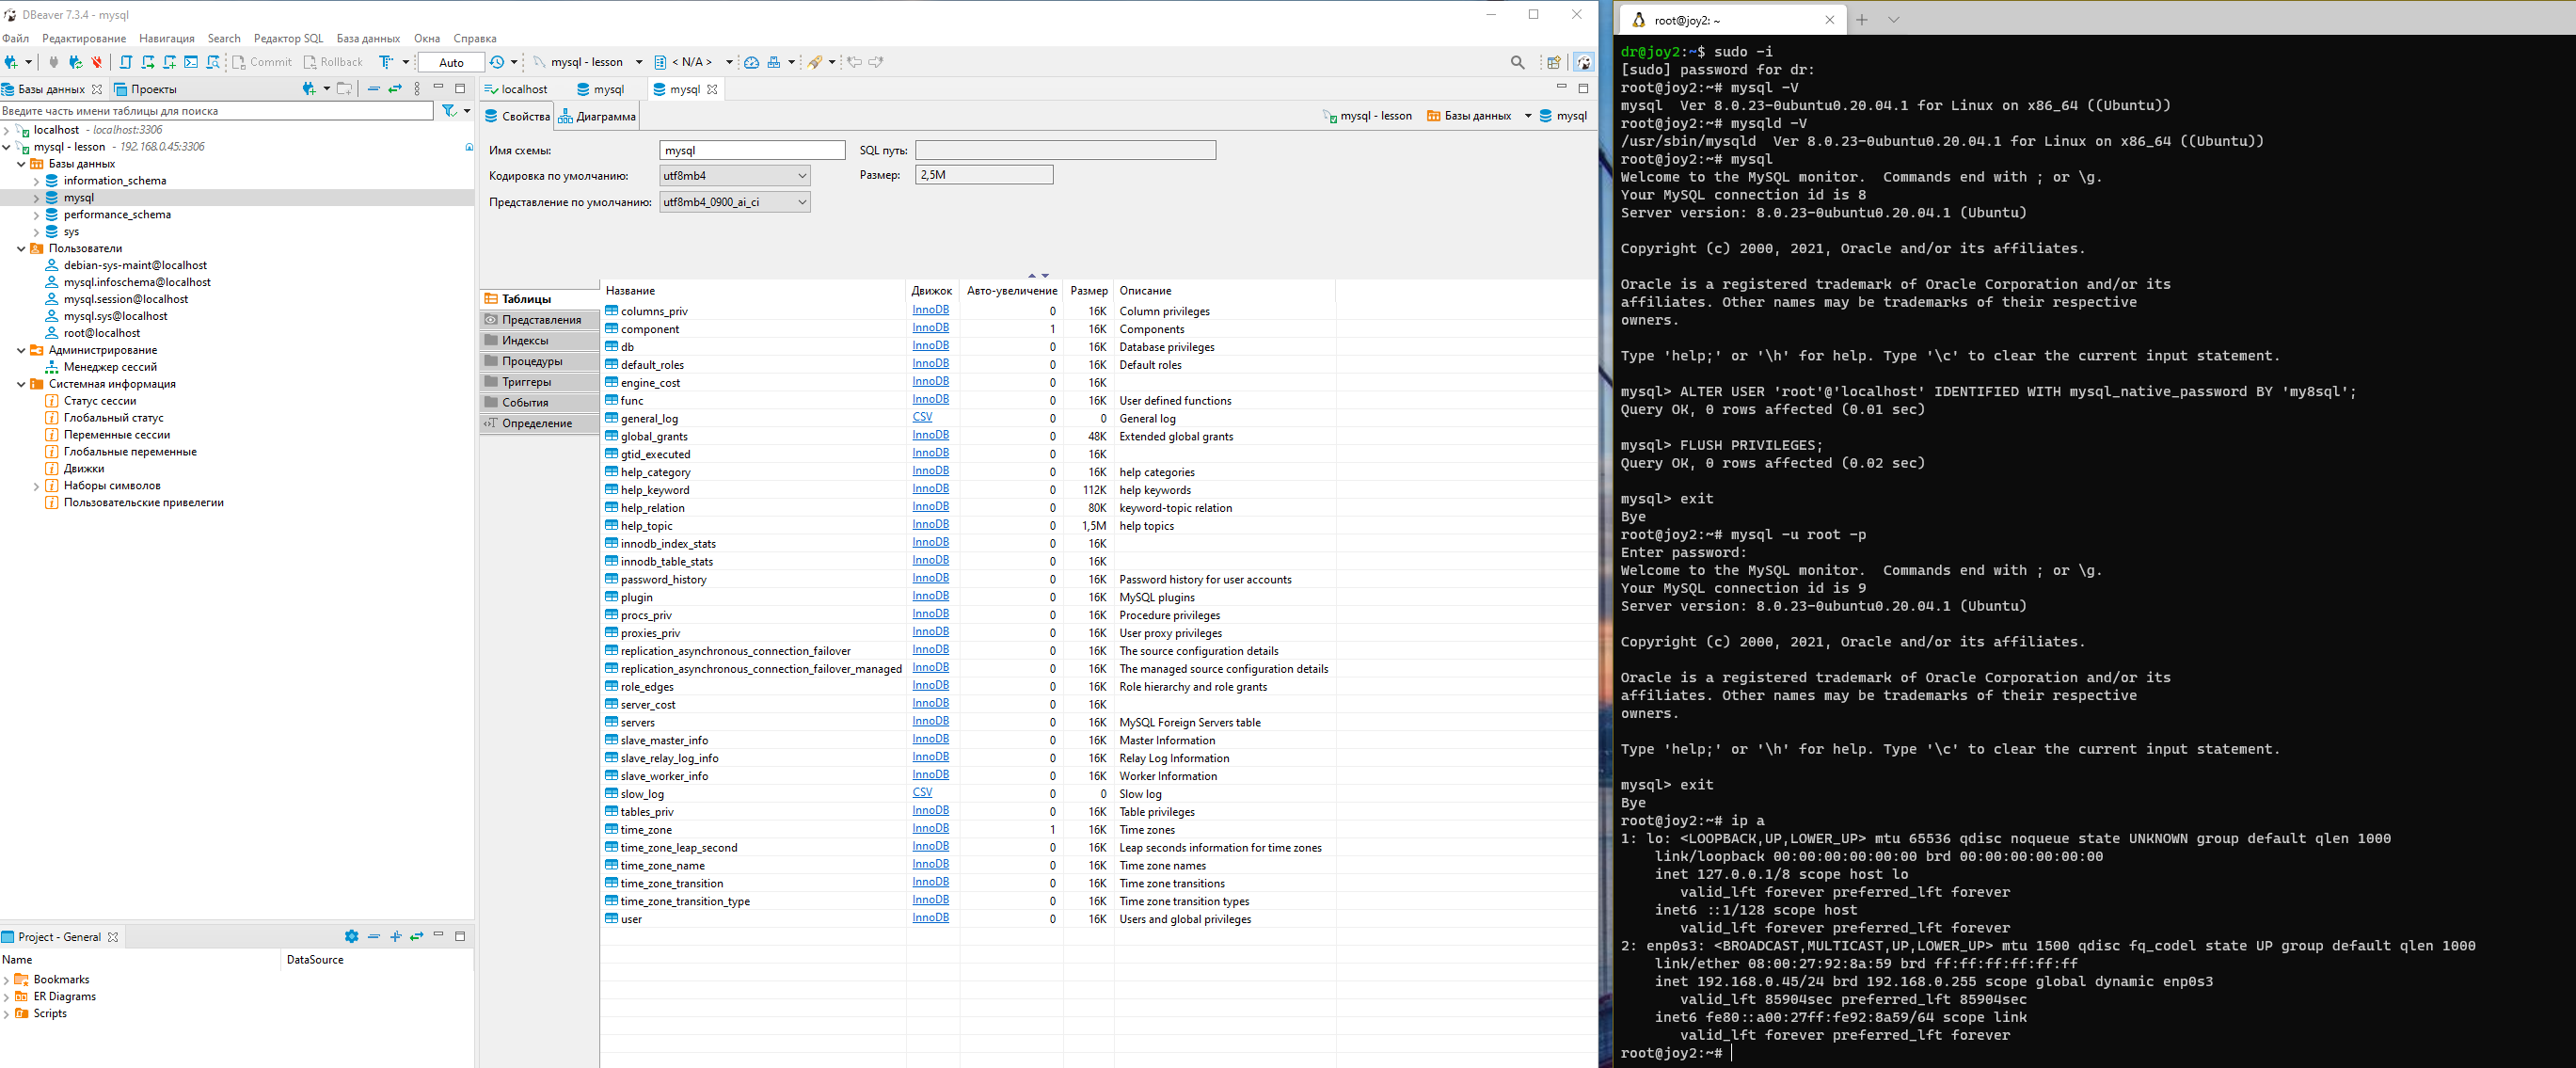 DBeaver 7.3.4 - mysql
Файл Редактирование Навигация Search Редактор SQL База данных Окна Справка
Commit Rollback Auto mysql - lesson < N/A >
Базы данных Проекты
Введите часть имени таблицы для поиска
localhost - localhost:3306
mysql - lesson - 192.168.0.45:3306
Базы данных
information_schema
mysql
performance_schema
sys
Пользователи
debian-sys-maint@localhost
mysql.infoschema@localhost
mysql.session@localhost
mysql.sys@localhost
root@localhost
Администрирование
Менеджер сессий
Системная информация
Статус сессии
Глобальный статус
Переменные сессии
Глобальные переменные
Движки
Наборы символов
Пользовательские привелегии
Project - General
Name DataSource
Bookmarks
ER Diagrams
Scripts
localhost mysql mysql
Свойства Диаграмма mysql - lesson Базы данных mysql
Имя схемы: mysql SQL путь:
Кодировка по умолчанию: utf8mb4 Размер: 2,5M
Представление по умолчанию: utf8mb4_0900_ai_ci
Таблицы
Представления
Индексы
Процедуры
Триггеры
События
Определение
Название Движок Авто-увеличение Размер Описание
columns_priv InnoDB 0 16K Column privileges
component InnoDB 1 16K Components
db InnoDB 0 16K Database privileges
default_roles InnoDB 0 16K Default roles
engine_cost InnoDB 0 16K
func InnoDB 0 16K User defined functions
general_log CSV 0 0 General log
global_grants InnoDB 0 48K Extended global grants
gtid_executed InnoDB 0 16K
help_category InnoDB 0 16K help categories
help_keyword InnoDB 0 112K help keywords
help_relation InnoDB 0 80K keyword-topic relation
help_topic InnoDB 0 1,5M help topics
innodb_index_stats InnoDB 0 16K
innodb_table_stats InnoDB 0 16K
password_history InnoDB 0 16K Password history for user accounts
plugin InnoDB 0 16K MySQL plugins
procs_priv InnoDB 0 16K Procedure privileges
proxies_priv InnoDB 0 16K User proxy privileges
replication_asynchronous_connection_failover InnoDB 0 16K The source configuration details
replication_asynchronous_connection_failover_managed InnoDB 0 16K The managed source configuration details
role_edges InnoDB 0 16K Role hierarchy and role grants
server_cost InnoDB 0 16K
servers InnoDB 0 16K MySQL Foreign Servers table
slave_master_info InnoDB 0 16K Master Information
slave_relay_log_info InnoDB 0 16K Relay Log Information
slave_worker_info InnoDB 0 16K Worker Information
slow_log CSV 0 0 Slow log
tables_priv InnoDB 0 16K Table privileges
time_zone InnoDB 1 16K Time zones
time_zone_leap_second InnoDB 0 16K Leap seconds information for time zones
time_zone_name InnoDB 0 16K Time zone names
time_zone_transition InnoDB 0 16K Time zone transitions
time_zone_transition_type InnoDB 0 16K Time zone transition types
user InnoDB 0 16K Users and global privileges
root@joy2: ~
dr@joy2:~$ sudo -i
[sudo] password for dr:
root@joy2:~# mysql -V
mysql  Ver 8.0.23-0ubuntu0.20.04.1 for Linux on x86_64 ((Ubuntu))
root@joy2:~# mysqld -V
/usr/sbin/mysqld  Ver 8.0.23-0ubuntu0.20.04.1 for Linux on x86_64 ((Ubuntu))
root@joy2:~# mysql
Welcome to the MySQL monitor.  Commands end with ; or \g.
Your MySQL connection id is 8
Server version: 8.0.23-0ubuntu0.20.04.1 (Ubuntu)
Copyright (c) 2000, 2021, Oracle and/or its affiliates.
Oracle is a registered trademark of Oracle Corporation and/or its
affiliates. Other names may be trademarks of their respective
owners.
Type 'help;' or '\h' for help. Type '\c' to clear the current input statement.
mysql> ALTER USER 'root'@'localhost' IDENTIFIED WITH mysql_native_password BY 'my8sql';
Query OK, 0 rows affected (0.01 sec)
mysql> FLUSH PRIVILEGES;
Query OK, 0 rows affected (0.02 sec)
mysql> exit
Bye
root@joy2:~# mysql -u root -p
Enter password:
Welcome to the MySQL monitor.  Commands end with ; or \g.
Your MySQL connection id is 9
Server version: 8.0.23-0ubuntu0.20.04.1 (Ubuntu)
Copyright (c) 2000, 2021, Oracle and/or its affiliates.
Oracle is a registered trademark of Oracle Corporation and/or its
affiliates. Other names may be trademarks of their respective
owners.
Type 'help;' or '\h' for help. Type '\c' to clear the current input statement.
mysql> exit
Bye
root@joy2:~# ip a
1: lo: <LOOPBACK,UP,LOWER_UP> mtu 65536 qdisc noqueue state UNKNOWN group default qlen 1000
link/loopback 00:00:00:00:00:00 brd 00:00:00:00:00:00
inet 127.0.0.1/8 scope host lo
valid_lft forever preferred_lft forever
inet6 ::1/128 scope host
valid_lft forever preferred_lft forever
2: enp0s3: <BROADCAST,MULTICAST,UP,LOWER_UP> mtu 1500 qdisc fq_codel state UP group default qlen 1000
link/ether 08:00:27:92:8a:59 brd ff:ff:ff:ff:ff:ff
inet 192.168.0.45/24 brd 192.168.0.255 scope global dynamic enp0s3
valid_lft 85904sec preferred_lft 85904sec
inet6 fe80::a00:27ff:fe92:8a59/64 scope link
valid_lft forever preferred_lft forever
root@joy2:~#